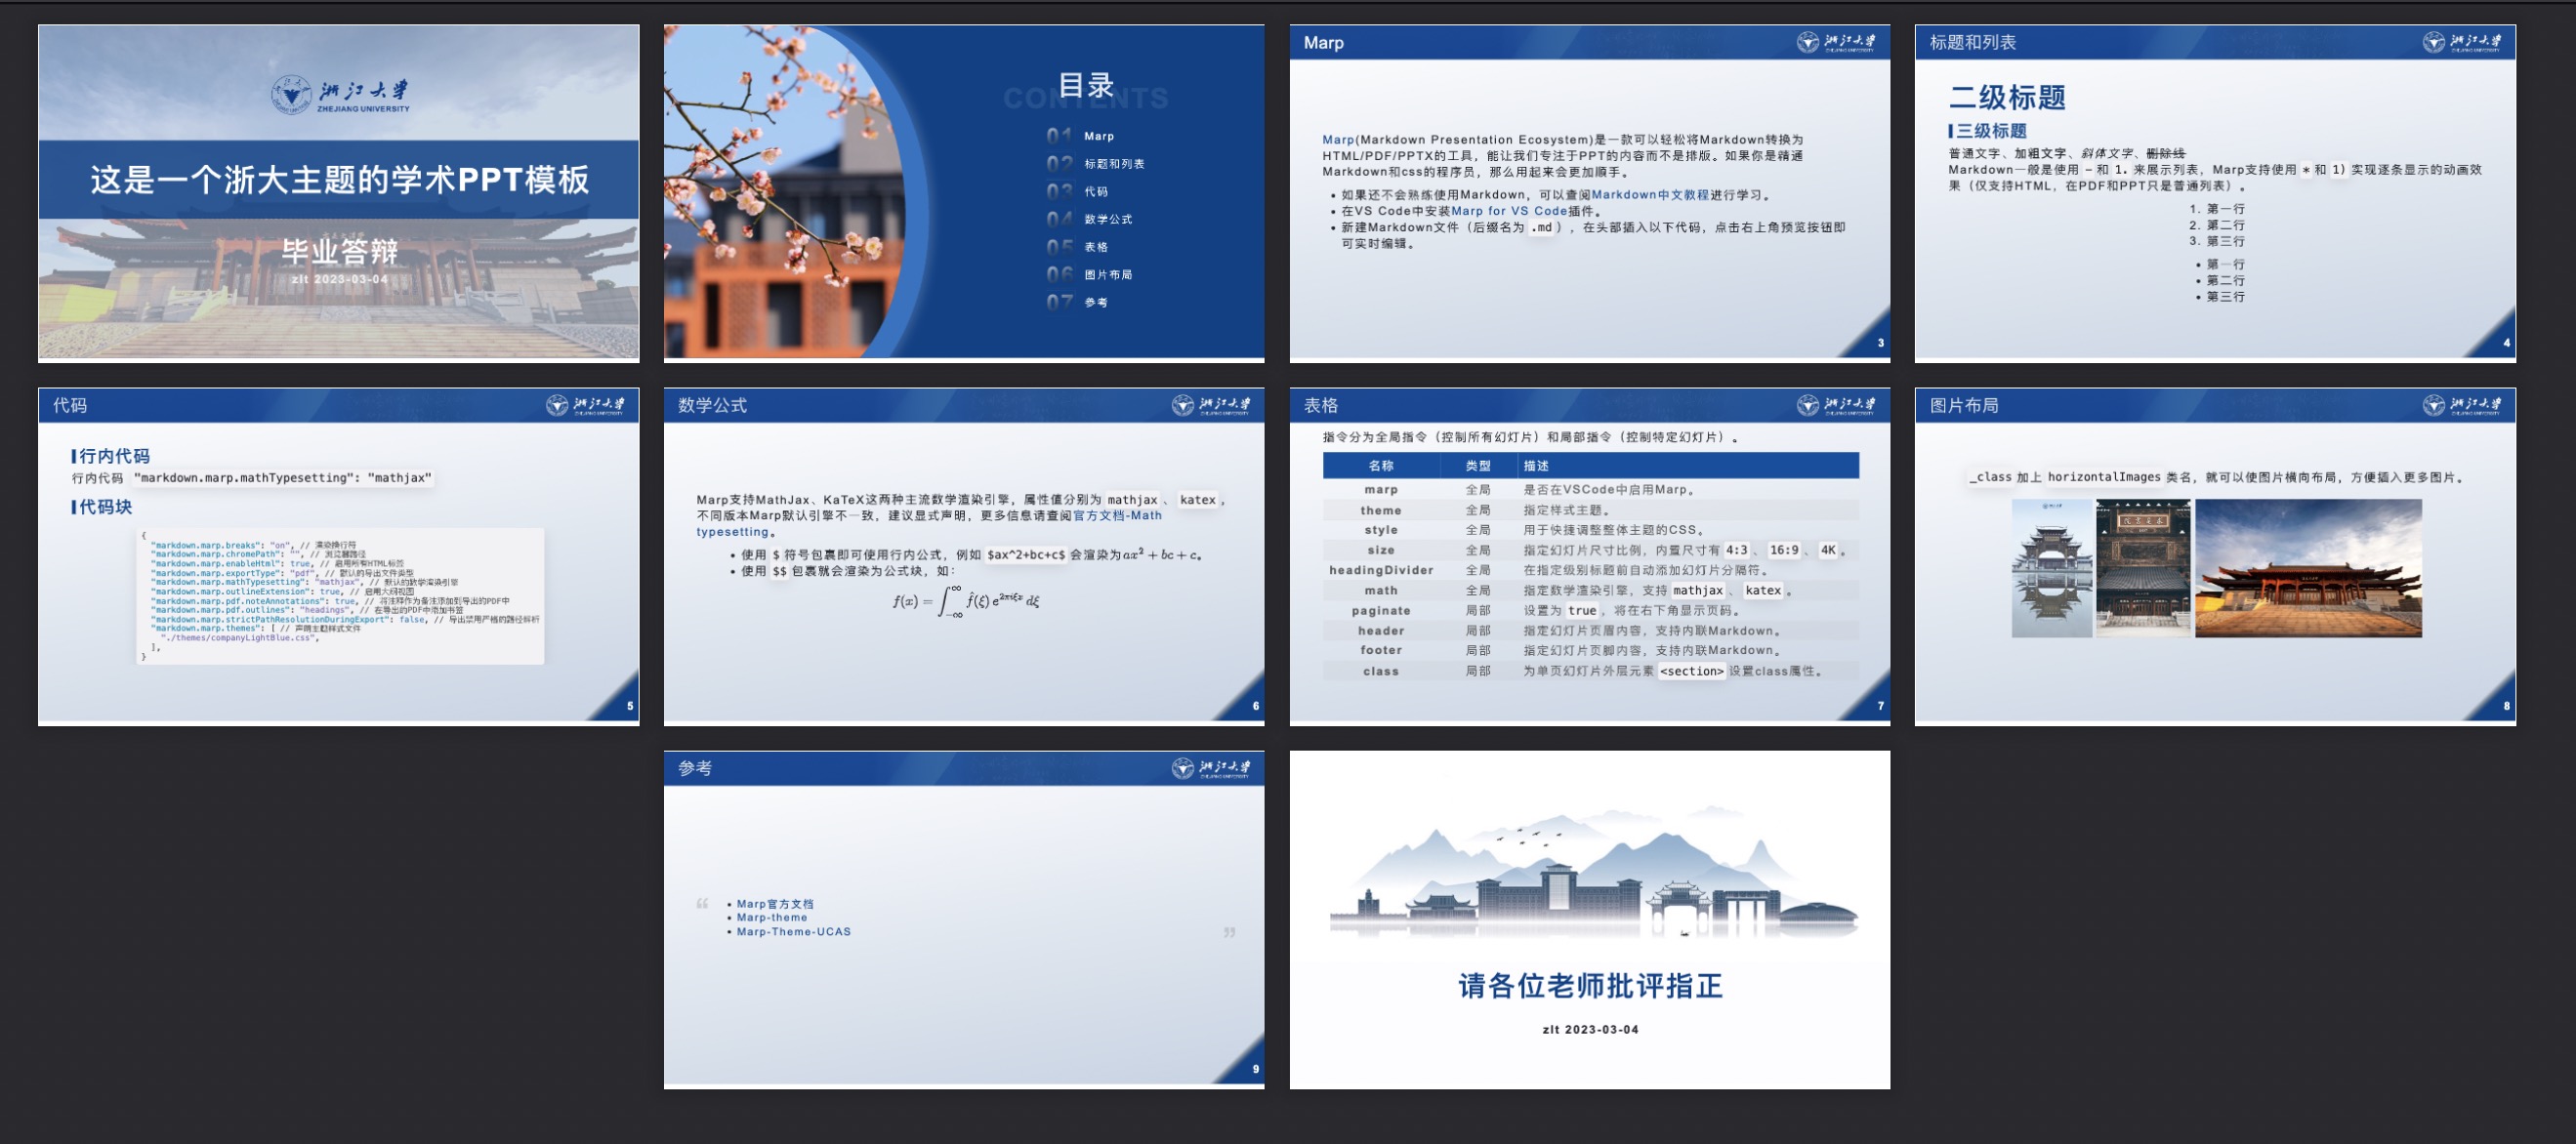 浙江大学
ZHEJIANG UNIVERSITY
这是一个浙大主题的学术PPT模板
毕业答辩
zlt 2023-03-04
目录
CONTENTS
01 Marp
02 标题和列表
03 代码
04 数学公式
05 表格
06 图片布局
07 参考
Marp
浙江大学
ZHEJIANG UNIVERSITY
Marp(Markdown Presentation Ecosystem)是一款可以轻松将Markdown转换为
HTML/PDF/PPTX的工具，能让我们专注于PPT的内容而不是排版。如果你是精通
Markdown和css的程序员，那么用起来会更加顺手。
• 如果还不会熟练使用Markdown，可以查阅Markdown中文教程进行学习。
• 在VS Code中安装Marp for VS Code插件。
• 新建Markdown文件（后缀名为 .md ），在头部插入以下代码，点击右上角预览按钮即
可实时编辑。
3
标题和列表
浙江大学
ZHEJIANG UNIVERSITY
二级标题
三级标题
普通文字、加粗文字、斜体文字、删除线
Markdown一般是使用 - 和 1. 来展示列表，Marp支持使用 * 和 1) 实现逐条显示的动画效
果（仅支持HTML，在PDF和PPT只是普通列表）。
1. 第一行
2. 第二行
3. 第三行
• 第一行
• 第二行
• 第三行
4
代码
浙江大学
ZHEJIANG UNIVERSITY
行内代码
行内代码 "markdown.marp.mathTypesetting": "mathjax"
代码块
{
"markdown.marp.breaks": "on", // 渲染换行符
"markdown.marp.chromePath": "", // 浏览器路径
"markdown.marp.enableHtml": true, // 启用所有HTML标签
"markdown.marp.exportType": "pdf", // 默认的导出文件类型
"markdown.marp.mathTypesetting": "mathjax", // 默认的数学渲染引擎
"markdown.marp.outlineExtension": true, // 启用大纲视图
"markdown.marp.pdf.noteAnnotations": true, // 将注释作为备注添加到导出的PDF中
"markdown.marp.pdf.outlines": "headings", // 在导出的PDF中添加书签
"markdown.marp.strictPathResolutionDuringExport": false, // 导出禁用严格的路径解析
"markdown.marp.themes": [ // 声明主题样式文件
"./themes/companyLightBlue.css",
],
}
5
数学公式
浙江大学
ZHEJIANG UNIVERSITY
Marp支持MathJax、KaTeX这两种主流数学渲染引擎，属性值分别为 mathjax 、 katex ，
不同版本Marp默认引擎不一致，建议显式声明，更多信息请查阅官方文档-Math
typesetting。
• 使用 $ 符号包裹即可使用行内公式，例如 $ax^2+bc+c$ 会渲染为ax² + bc + c。
• 使用 $$ 包裹就会渲染为公式块，如：
f(x) = ∫_{-∞}^{∞} f̂(ξ) e^{2πiξx} dξ
6
表格
浙江大学
ZHEJIANG UNIVERSITY
指令分为全局指令（控制所有幻灯片）和局部指令（控制特定幻灯片）。
名称 类型 描述
marp 全局 是否在VSCode中启用Marp。
theme 全局 指定样式主题。
style 全局 用于快捷调整整体主题的CSS。
size 全局 指定幻灯片尺寸比例，内置尺寸有 4:3 、 16:9 、 4K 。
headingDivider 全局 在指定级别标题前自动添加幻灯片分隔符。
math 全局 指定数学渲染引擎，支持 mathjax 、 katex 。
paginate 局部 设置为 true ，将在右下角显示页码。
header 局部 指定幻灯片页眉内容，支持内联Markdown。
footer 局部 指定幻灯片页脚内容，支持内联Markdown。
class 局部 为单页幻灯片外层元素 <section> 设置class属性。
7
图片布局
浙江大学
ZHEJIANG UNIVERSITY
_class 加上 horizontalImages 类名，就可以使图片横向布局，方便插入更多图片。
8
参考
浙江大学
ZHEJIANG UNIVERSITY
“
• Marp官方文档
• Marp-theme
• Marp-Theme-UCAS
”
9
请各位老师批评指正
zlt 2023-03-04